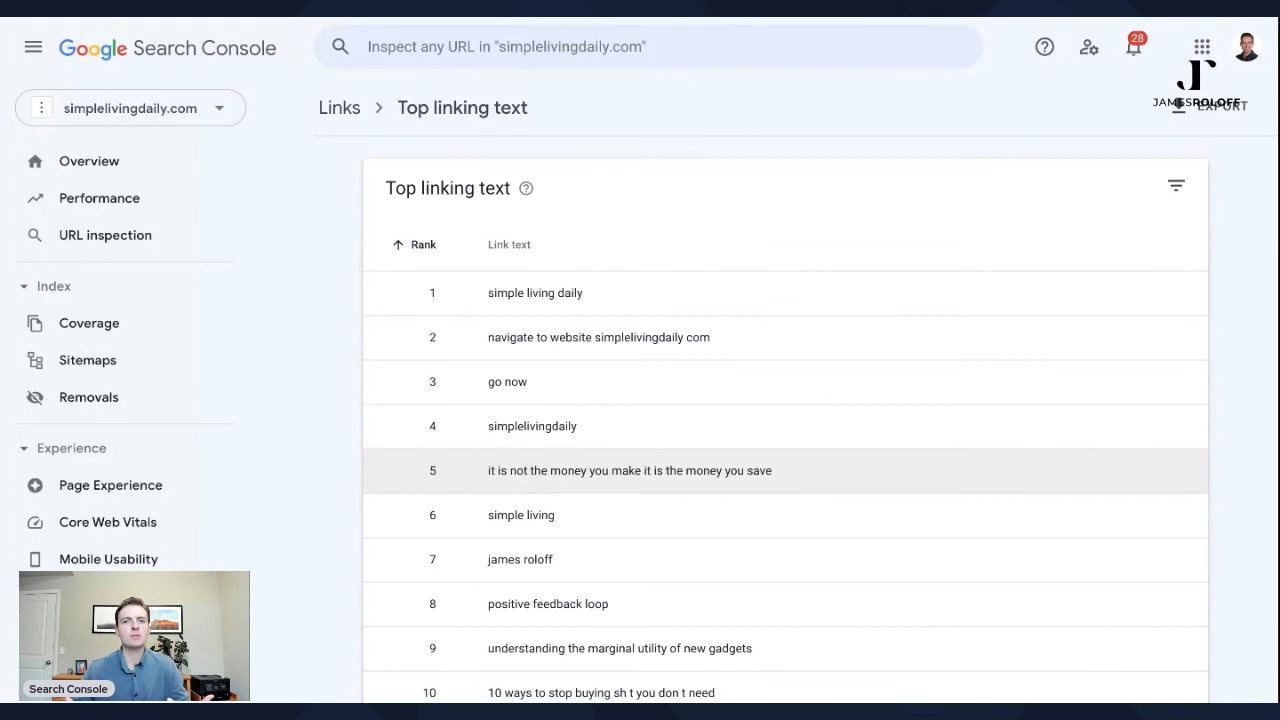 Google Search Console
Inspect any URL in "simplelivingdaily.com"
28
simplelivingdaily.com
Links > Top linking text
JAMESROLOFF
EXPORT
Overview
Performance
URL inspection
Index
Coverage
Sitemaps
Removals
Experience
Page Experience
Core Web Vitals
Mobile Usability
Search Console
Top linking text
Rank Link text
1 simple living daily
2 navigate to website simplelivingdaily com
3 go now
4 simplelivingdaily
5 it is not the money you make it is the money you save
6 simple living
7 james roloff
8 positive feedback loop
9 understanding the marginal utility of new gadgets
10 10 ways to stop buying sh t you don t need